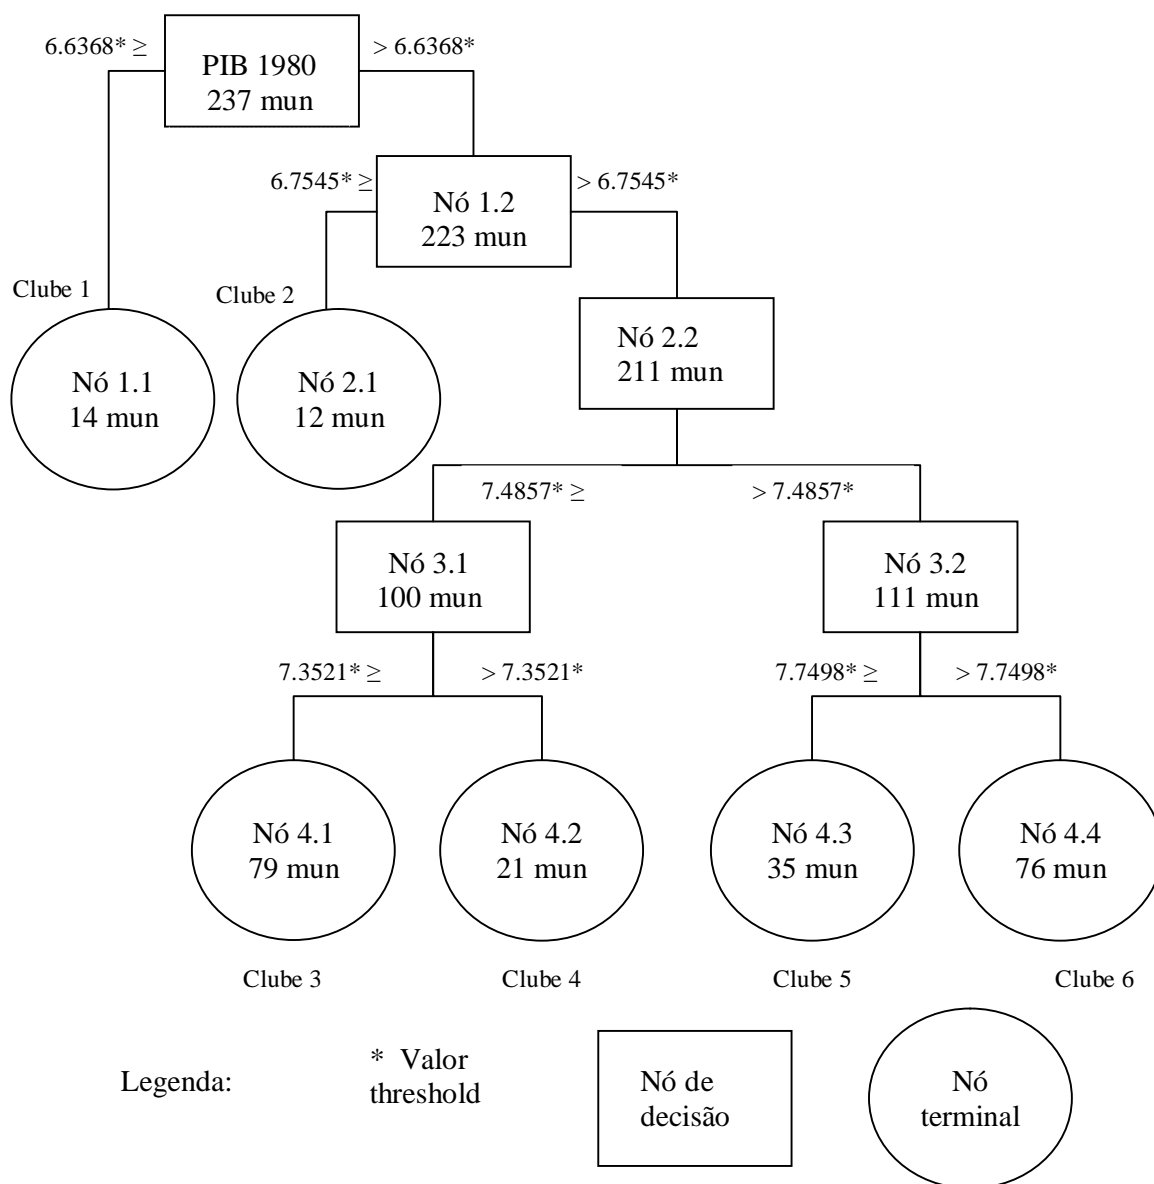 6.6368* ≥
> 6.6368*
PIB 1980
237 mun
6.7545* ≥
> 6.7545*
Nó 1.2
223 mun
Clube 1
Clube 2
Nó 1.1
14 mun
Nó 2.1
12 mun
Nó 2.2
211 mun
7.4857* ≥
> 7.4857*
Nó 3.1
100 mun
Nó 3.2
111 mun
7.3521* ≥
> 7.3521*
7.7498* ≥
> 7.7498*
Nó 4.1
79 mun
Nó 4.2
21 mun
Nó 4.3
35 mun
Nó 4.4
76 mun
Clube 3
Clube 4
Clube 5
Clube 6
Legenda:
* Valor
threshold
Nó de
decisão
Nó
terminal